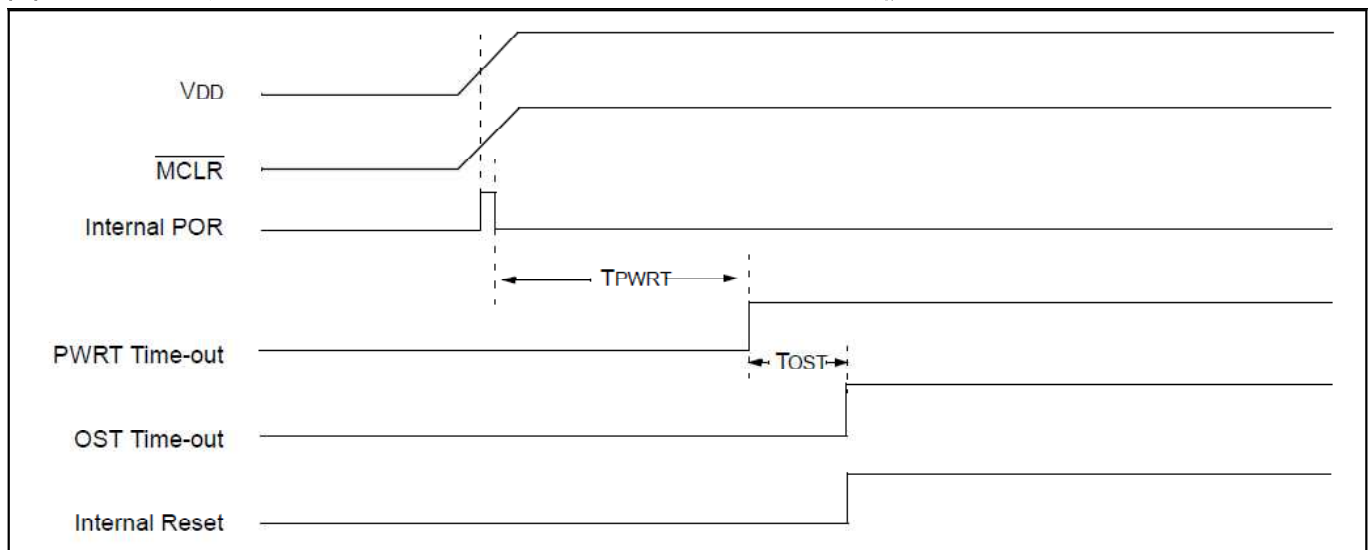 VDD
MCLR
Internal POR
TPWRT
PWRT Time-out
TOST
OST Time-out
Internal Reset